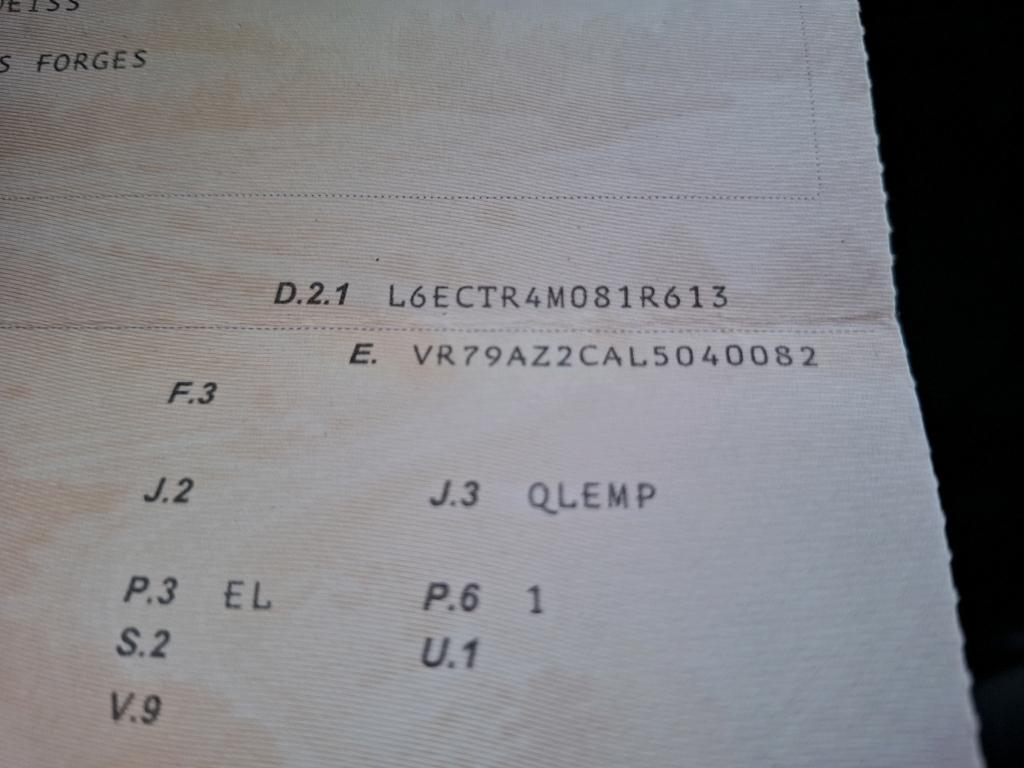 S FORGES
D.2.1 L6ECTR4M081R613
E. VR79AZ2CAL5040082
F.3
J.2 J.3 QLEMP
P.3 EL P.6 1
S.2 U.1
V.9